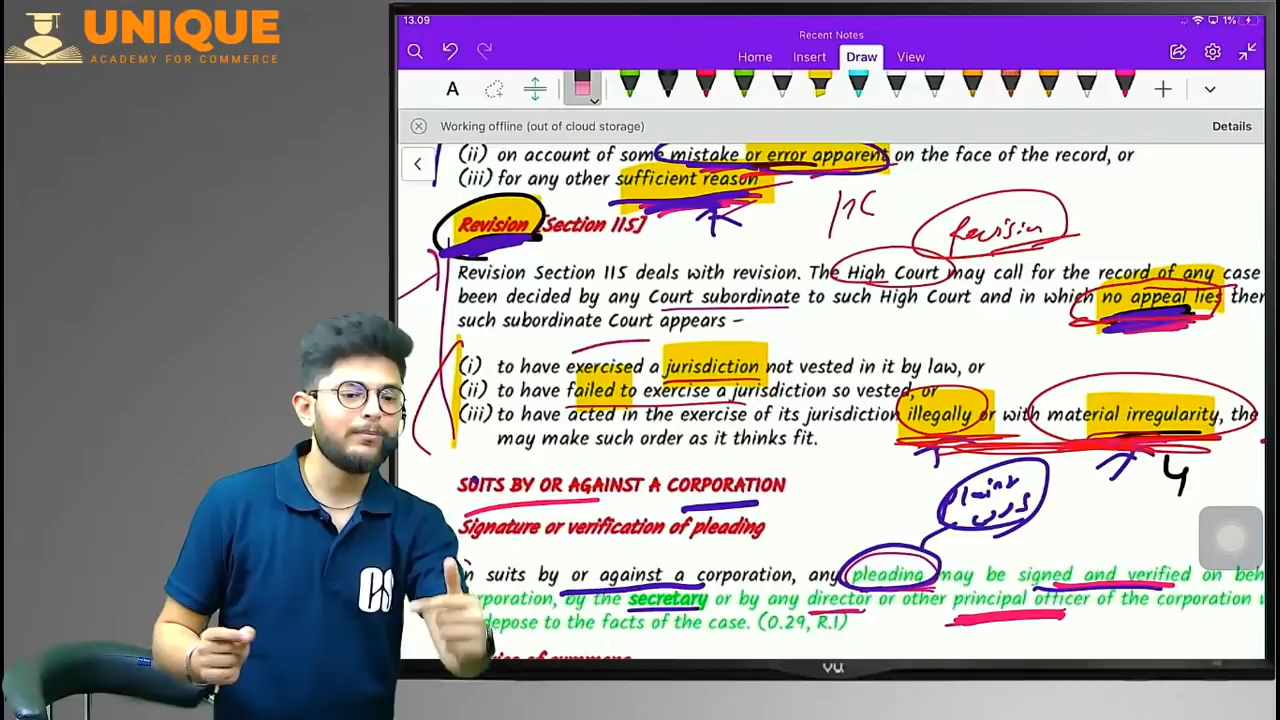 UNIQUE
ACADEMY FOR COMMERCE
13.09
1%
Recent Notes
Home Insert Draw View
A
Working offline (out of cloud storage)
Details
(ii) on account of some mistake or error apparent on the face of the record, or
(iii) for any other sufficient reason
Revision [Section 115]
Revision
Revision Section 115 deals with revision. The High Court may call for the record of any case
been decided by any Court subordinate to such High Court and in which no appeal lies ther
such subordinate Court appears –
(i) to have exercised a jurisdiction not vested in it by law, or
(ii) to have failed to exercise a jurisdiction so vested, or
(iii) to have acted in the exercise of its jurisdiction illegally or with material irregularity, the
may make such order as it thinks fit.
4
SUITS BY OR AGAINST A CORPORATION
Plaint
W.S
Signature or verification of pleading
n suits by or against a corporation, any pleading may be signed and verified on beh
rporation, by the secretary or by any director or other principal officer of the corporation w
depose to the facts of the case. (O.29, R.1)
CS
vu